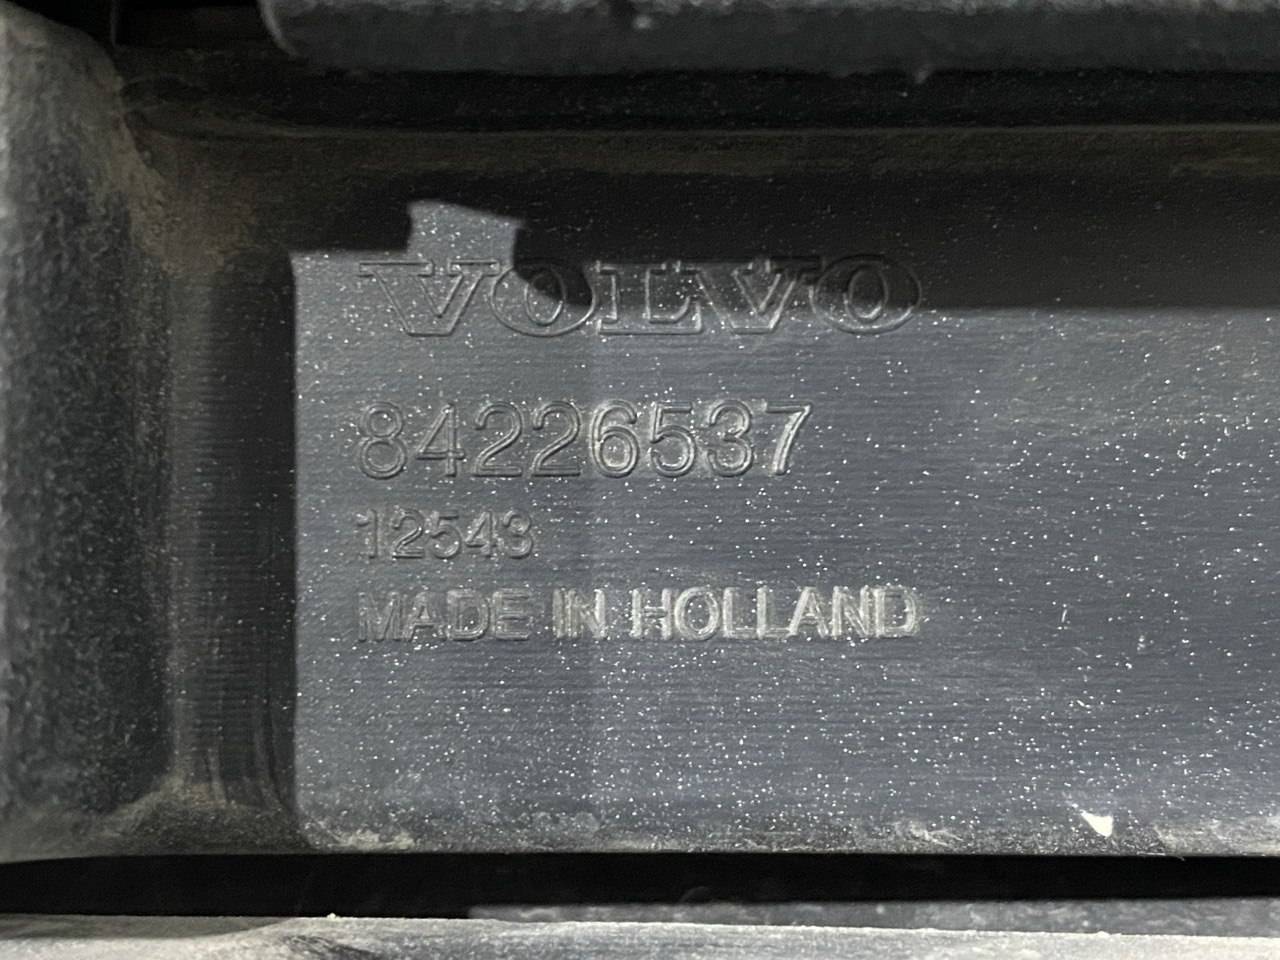 VOLVO
84226537
12543
MADE IN HOLLAND